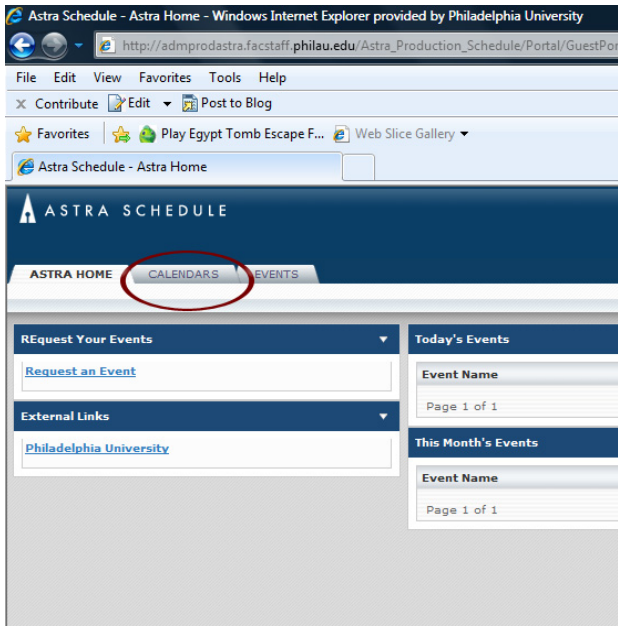 Astra Schedule - Astra Home - Windows Internet Explorer provided by Philadelphia University
http://admprodastra.facstaff.philau.edu/Astra_Production_Schedule/Portal/GuestPor
File Edit View Favorites Tools Help
x Contribute Edit Post to Blog
Favorites Play Egypt Tomb Escape F... Web Slice Gallery
Astra Schedule - Astra Home
ASTRA SCHEDULE
ASTRA HOME CALENDARS EVENTS
REquest Your Events
Request an Event
External Links
Philadelphia University
Today's Events
Event Name
Page 1 of 1
This Month's Events
Event Name
Page 1 of 1